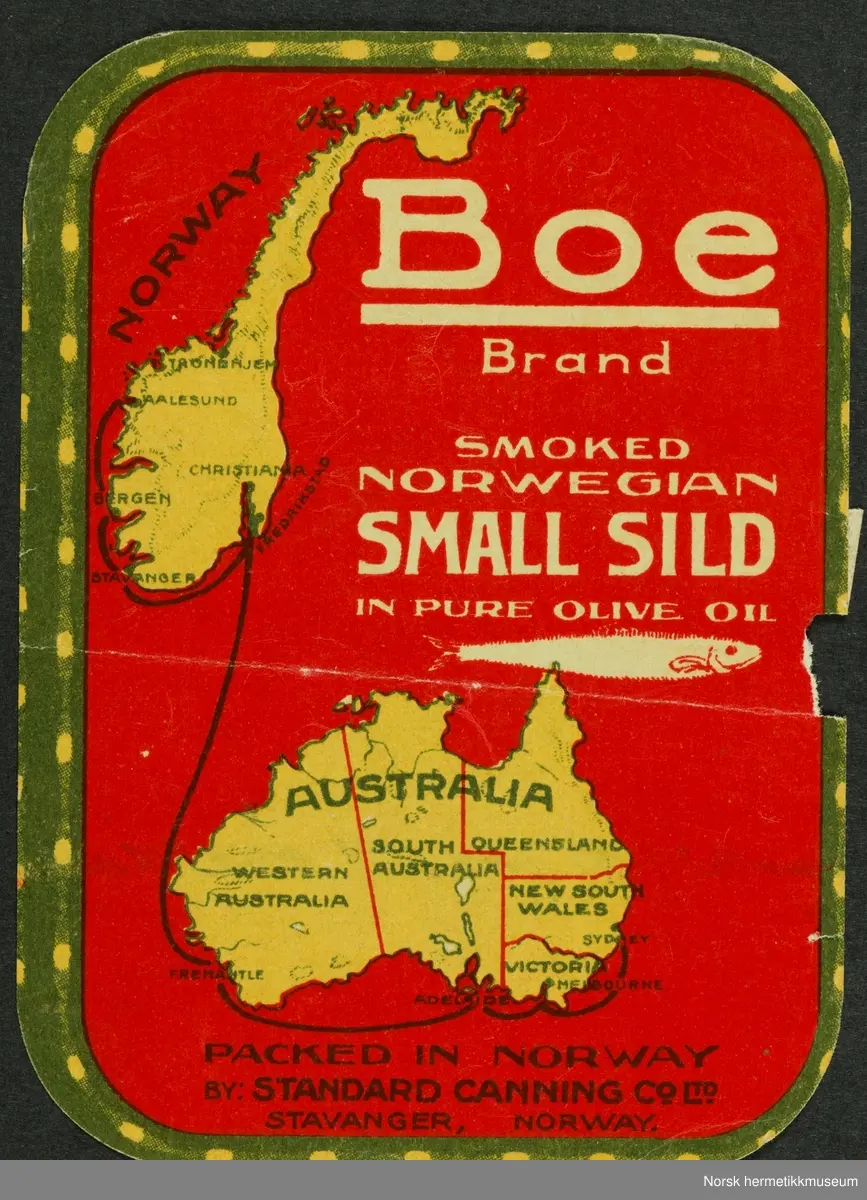 NORWAY
Boe
Brand
TRONDHJEM
AALESUND
CHRISTIANIA
BERGEN
FREDRIKSTAD
STAVANGER
SMOKED
NORWEGIAN
SMALL SILD
IN PURE OLIVE OIL
AUSTRALIA
WESTERN
AUSTRALIA
SOUTH
AUSTRALIA
QUEENSLAND
NEW SOUTH
WALES
SYDNEY
VICTORIA
MELBOURNE
FREMANTLE
ADELAIDE
PACKED IN NORWAY
BY: STANDARD CANNING CO LTD
STAVANGER, NORWAY.
Norsk hermetikkmuseum